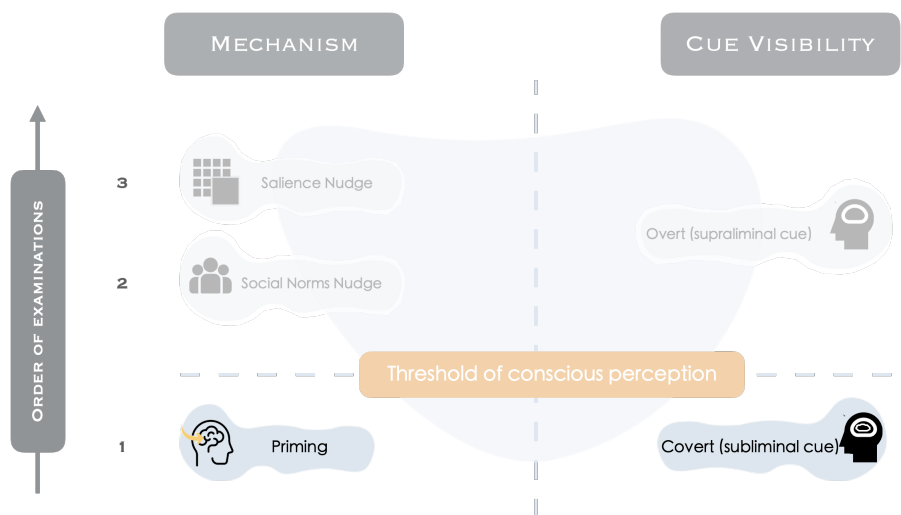 MECHANISM
CUE VISIBILITY
ORDER OF EXAMINATIONS
3
Salience Nudge
Overt (supraliminal cue)
2
Social Norms Nudge
Threshold of conscious perception
1
Priming
Covert (subliminal cue)